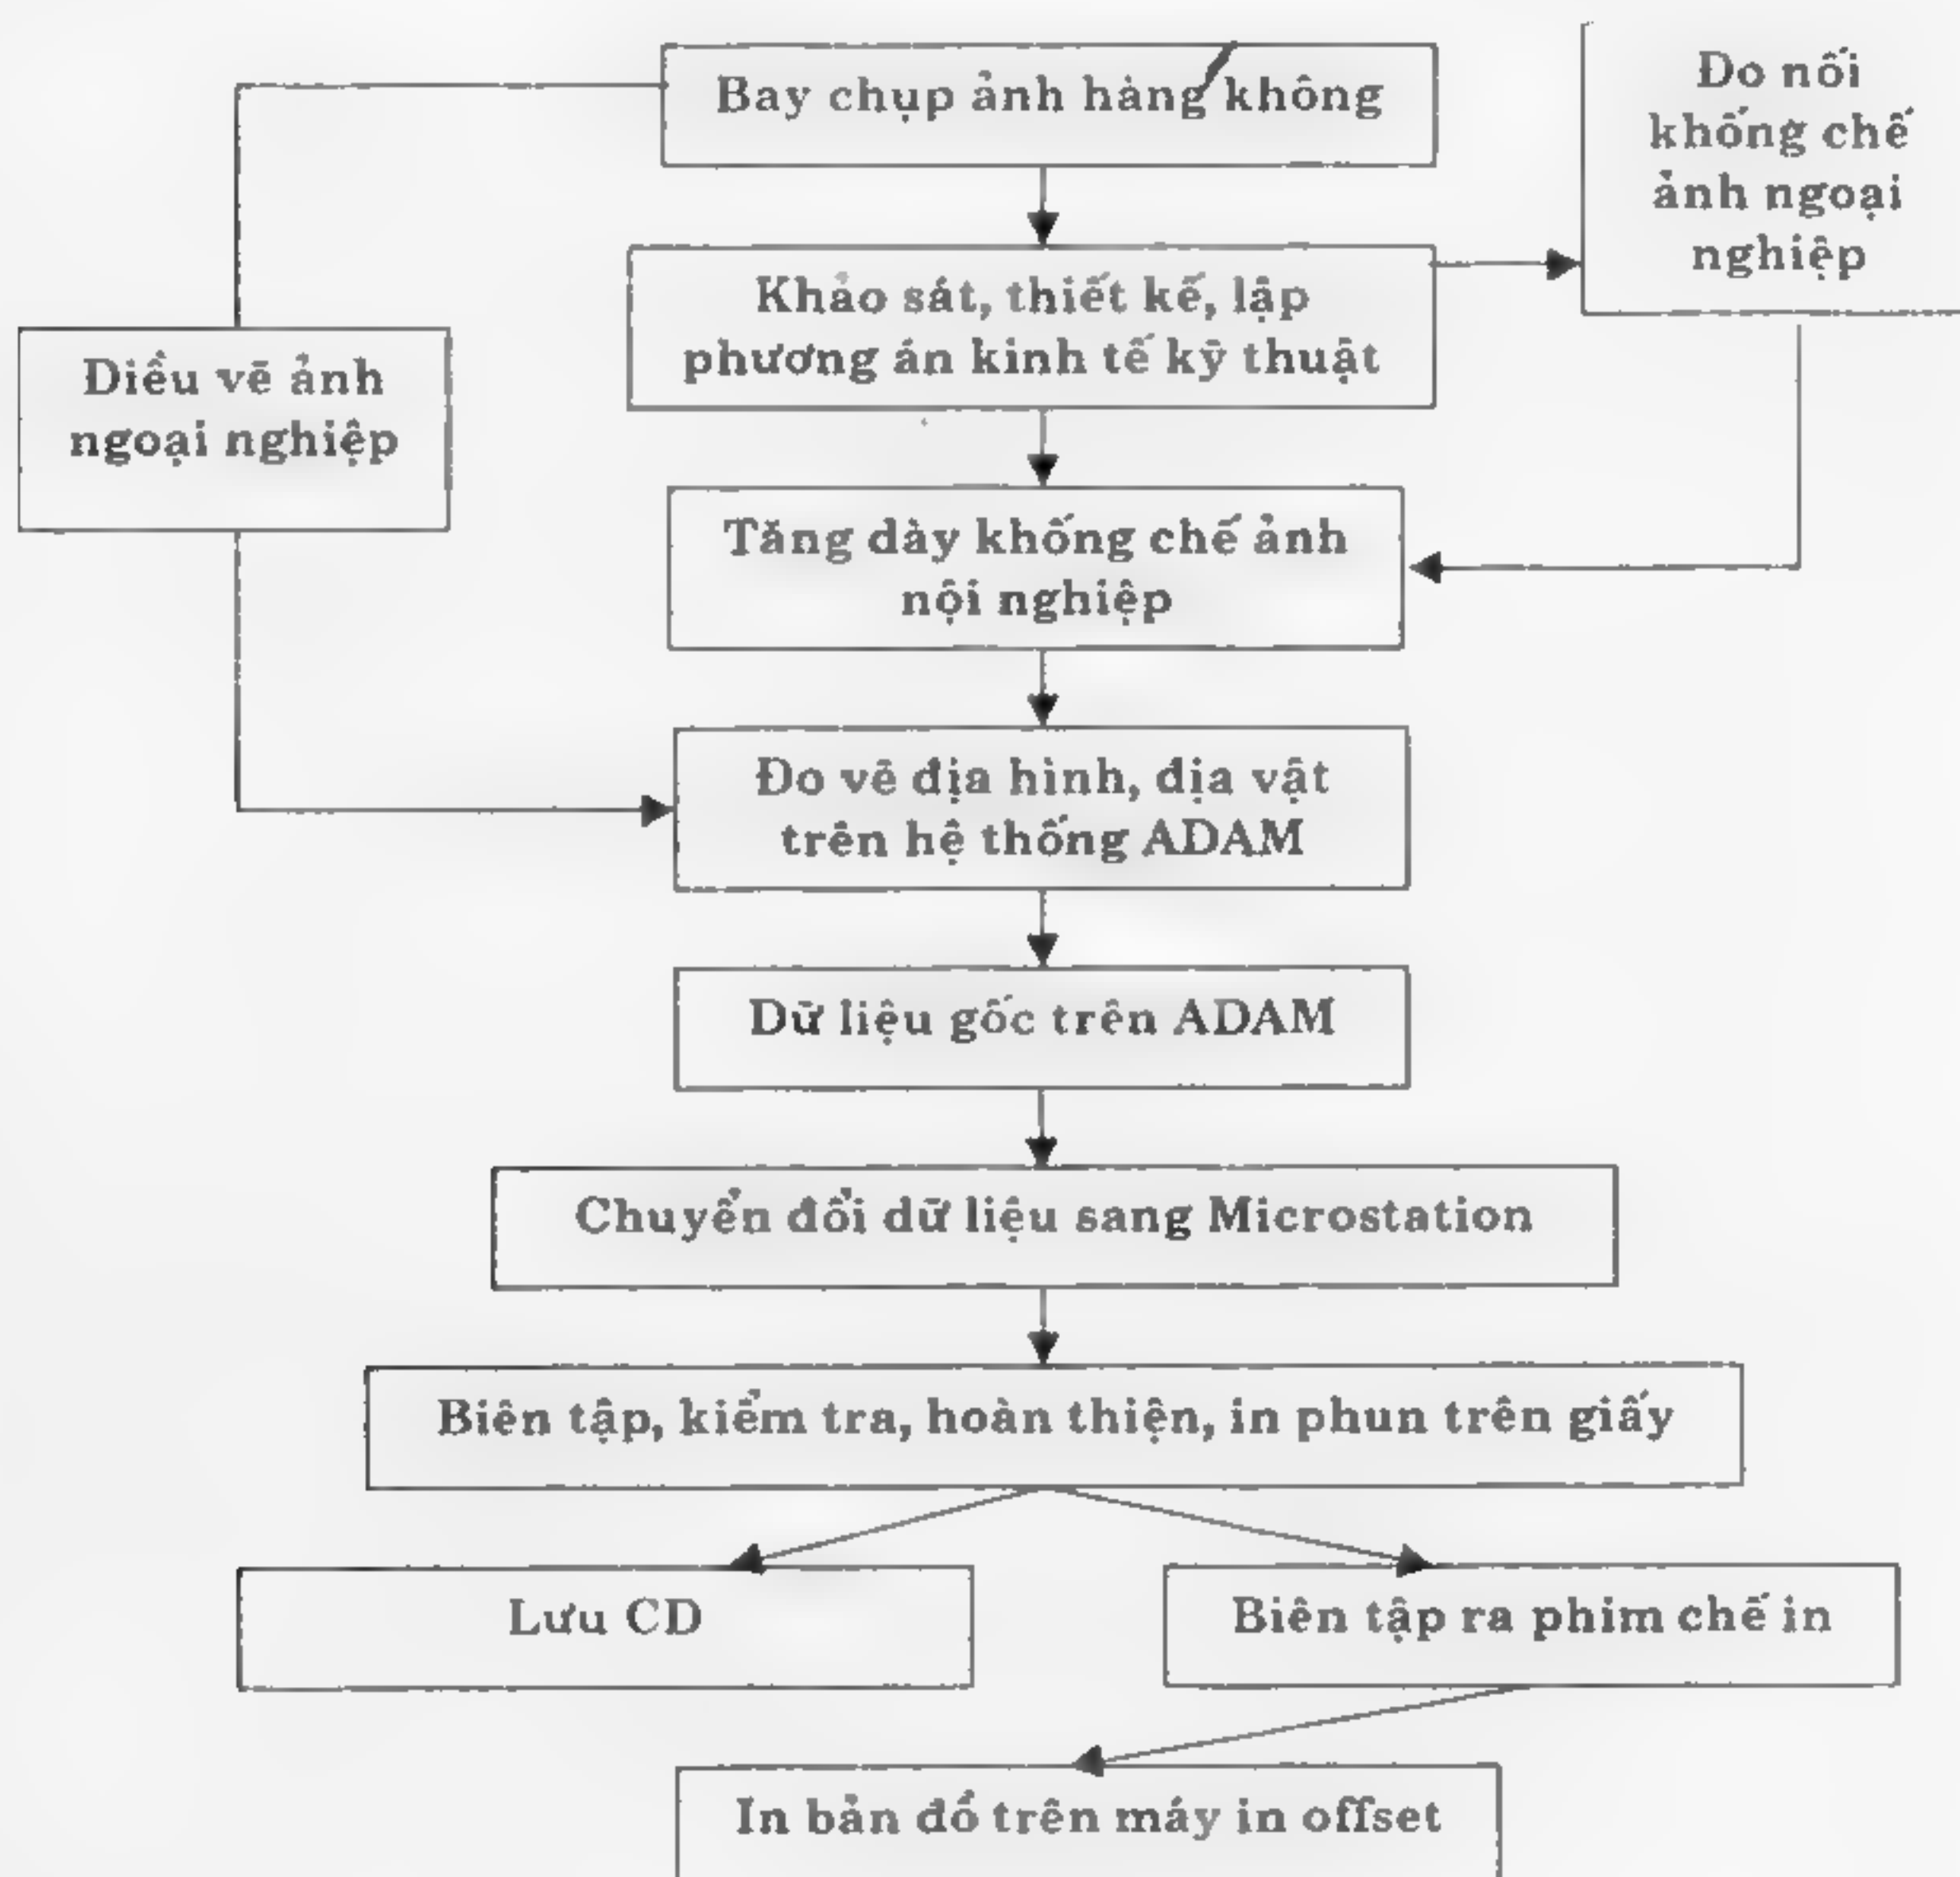 Bay chụp ảnh hàng không
Đo nối
khống chế
ảnh ngoại
nghiệp
Khảo sát, thiết kế, lập
phương án kinh tế kỹ thuật
Diều vẽ ảnh
ngoại nghiệp
Tăng dày khống chế ảnh
nội nghiệp
Đo vẽ địa hình, địa vật
trên hệ thống ADAM
Dữ liệu gốc trên ADAM
Chuyển đổi dữ liệu sang Microstation
Biên tập, kiểm tra, hoàn thiện, in phun trên giấy
Lưu CD
Biên tập ra phim chế in
In bản đồ trên máy in offset